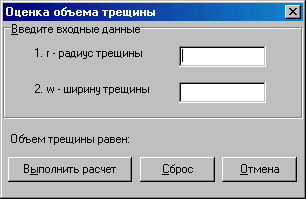 Оценка объема трещины
Введите входные данные
1. r - радиус трещины
2. w - ширину трещины
Объем трещины равен:
Выполнить расчет
Сброс
Отмена